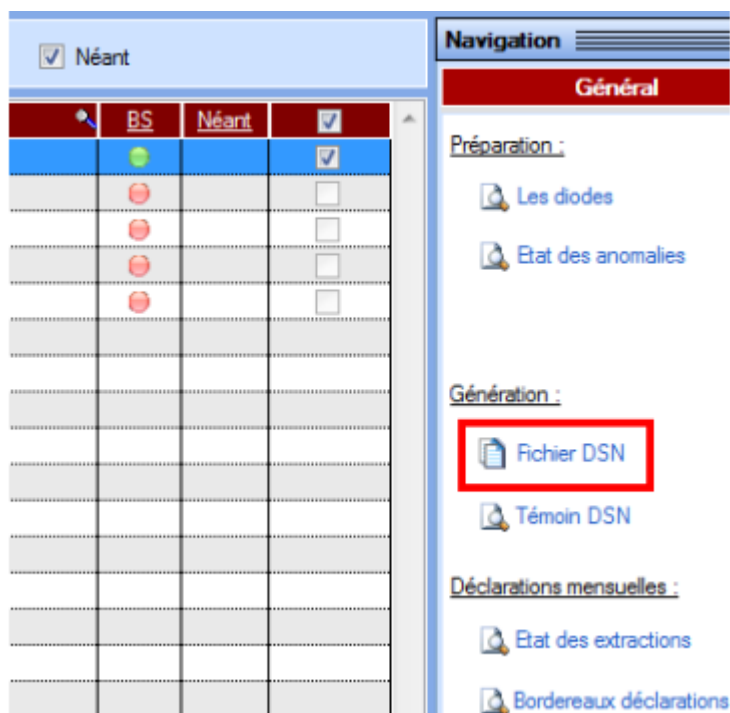 Néant
BS Néant
Navigation
Général
Préparation :
Les diodes
Etat des anomalies
Génération :
Fichier DSN
Témoin DSN
Déclarations mensuelles :
Etat des extractions
Bordereaux déclarations